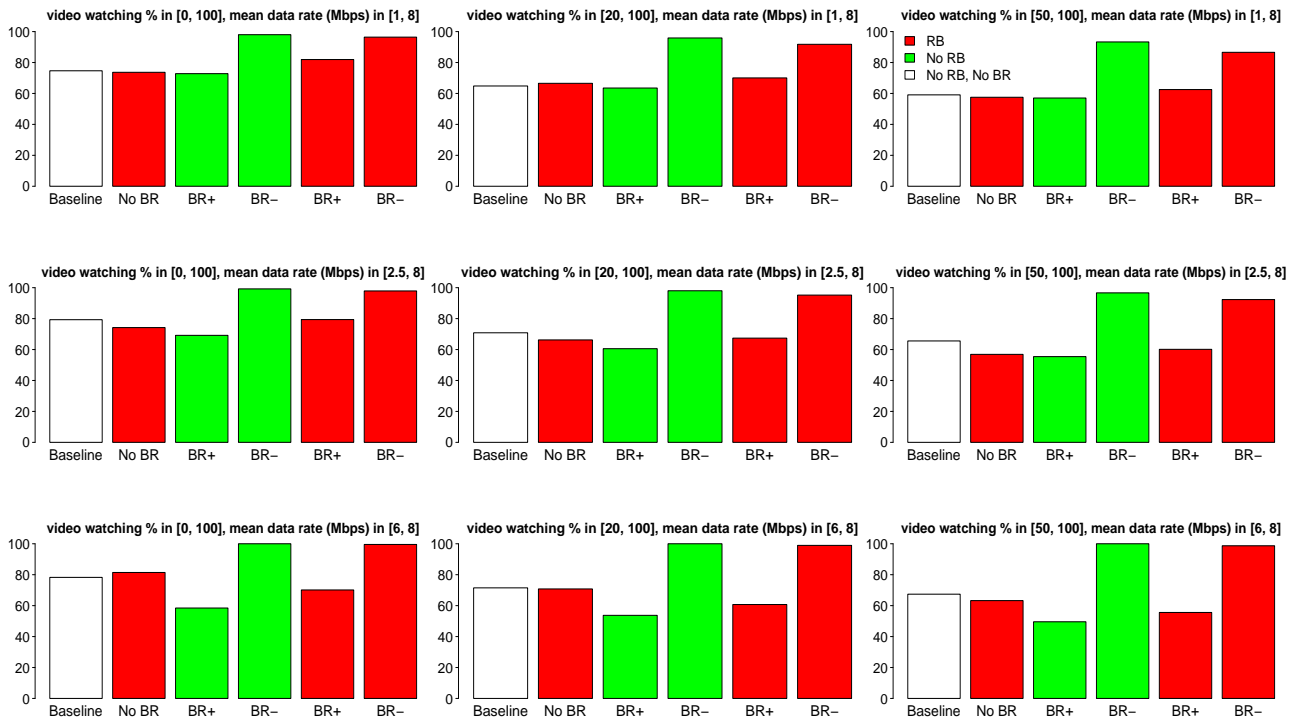 video watching % in [0, 100], mean data rate (Mbps) in [1, 8]
100
80
60
40
20
0
Baseline No BR BR+ BR− BR+ BR−
video watching % in [20, 100], mean data rate (Mbps) in [1, 8]
100
80
60
40
20
0
Baseline No BR BR+ BR− BR+ BR−
video watching % in [50, 100], mean data rate (Mbps) in [1, 8]
100
80
60
40
20
0
RB
No RB
No RB, No BR
Baseline No BR BR+ BR− BR+ BR−
video watching % in [0, 100], mean data rate (Mbps) in [2.5, 8]
100
80
60
40
20
0
Baseline No BR BR+ BR− BR+ BR−
video watching % in [20, 100], mean data rate (Mbps) in [2.5, 8]
100
80
60
40
20
0
Baseline No BR BR+ BR− BR+ BR−
video watching % in [50, 100], mean data rate (Mbps) in [2.5, 8]
100
80
60
40
20
0
Baseline No BR BR+ BR− BR+ BR−
video watching % in [0, 100], mean data rate (Mbps) in [6, 8]
100
80
60
40
20
0
Baseline No BR BR+ BR− BR+ BR−
video watching % in [20, 100], mean data rate (Mbps) in [6, 8]
100
80
60
40
20
0
Baseline No BR BR+ BR− BR+ BR−
video watching % in [50, 100], mean data rate (Mbps) in [6, 8]
100
80
60
40
20
0
Baseline No BR BR+ BR− BR+ BR−